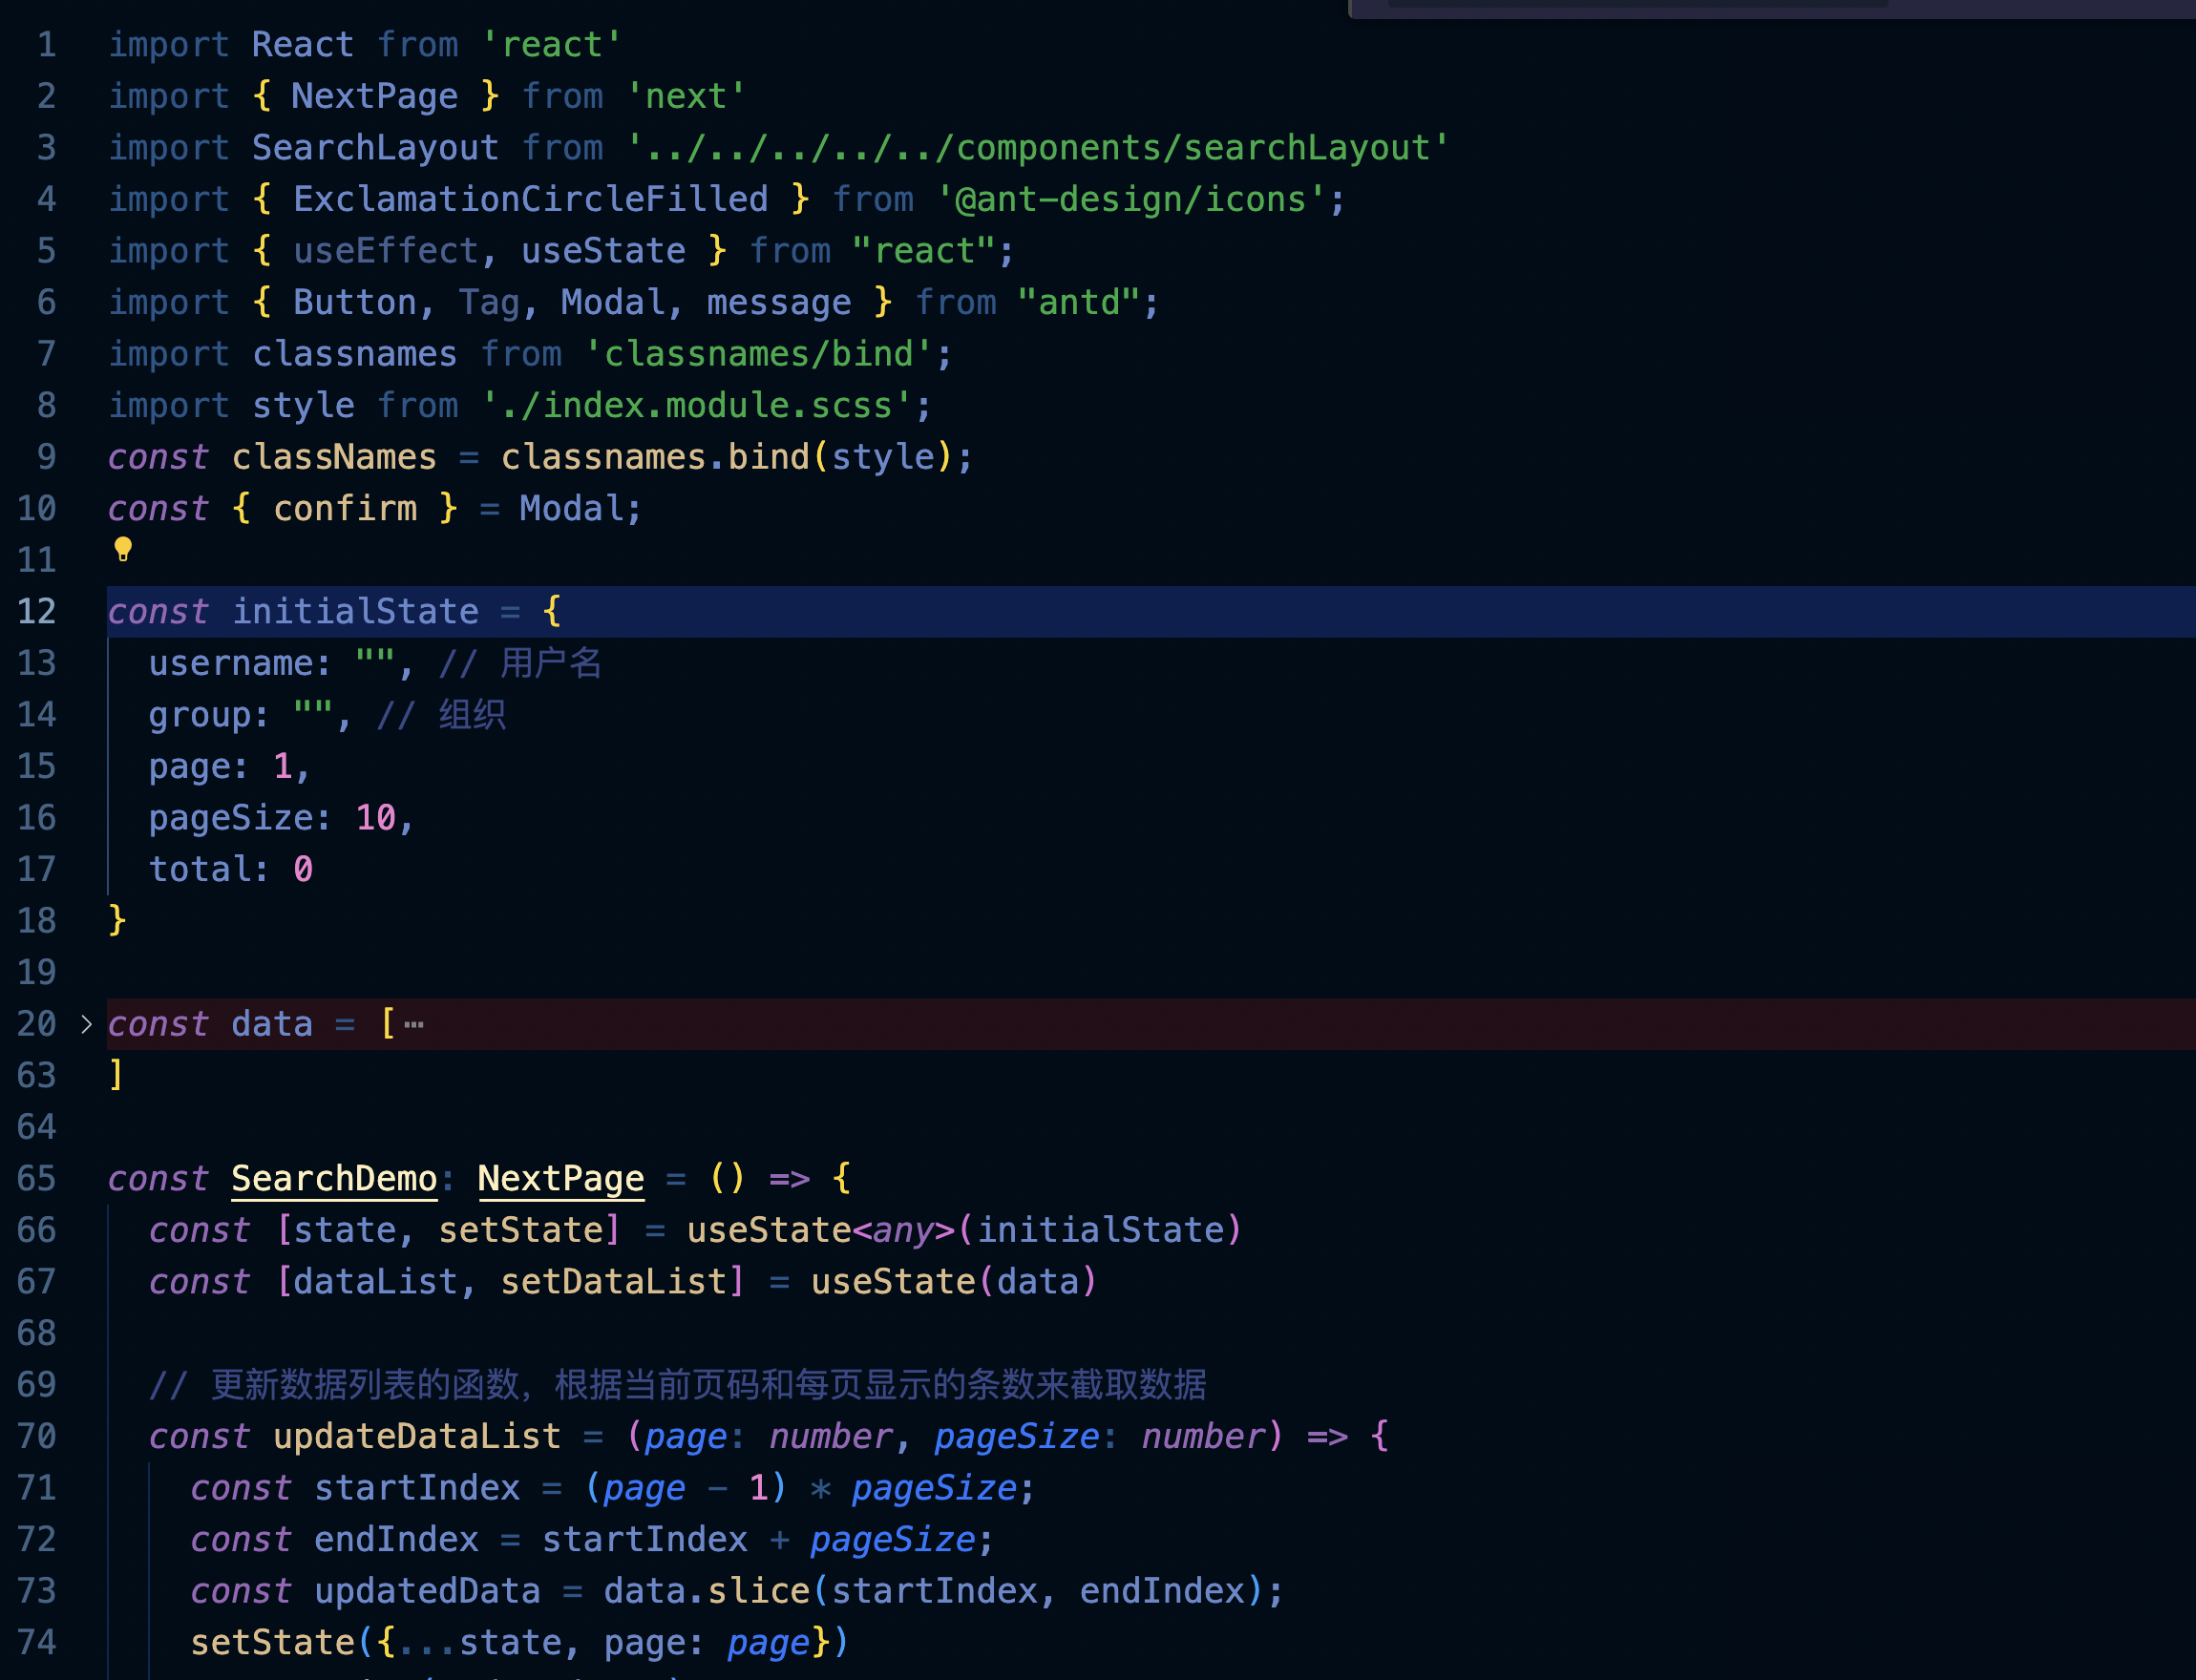 1 import React from 'react'
2 import { NextPage } from 'next'
3 import SearchLayout from '../../../../../components/searchLayout'
4 import { ExclamationCircleFilled } from '@ant-design/icons';
5 import { useEffect, useState } from "react";
6 import { Button, Tag, Modal, message } from "antd";
7 import classnames from 'classnames/bind';
8 import style from './index.module.scss';
9 const classNames = classnames.bind(style);
10 const { confirm } = Modal;
11
12 const initialState = {
13 username: "", // 用户名
14 group: "", // 组织
15 page: 1,
16 pageSize: 10,
17 total: 0
18 }
19
20 const data = [⋯
63 ]
64
65 const SearchDemo: NextPage = () => {
66 const [state, setState] = useState<any>(initialState)
67 const [dataList, setDataList] = useState(data)
68
69 // 更新数据列表的函数，根据当前页码和每页显示的条数来截取数据
70 const updateDataList = (page: number, pageSize: number) => {
71 const startIndex = (page - 1) * pageSize;
72 const endIndex = startIndex + pageSize;
73 const updatedData = data.slice(startIndex, endIndex);
74 setState({...state, page: page})